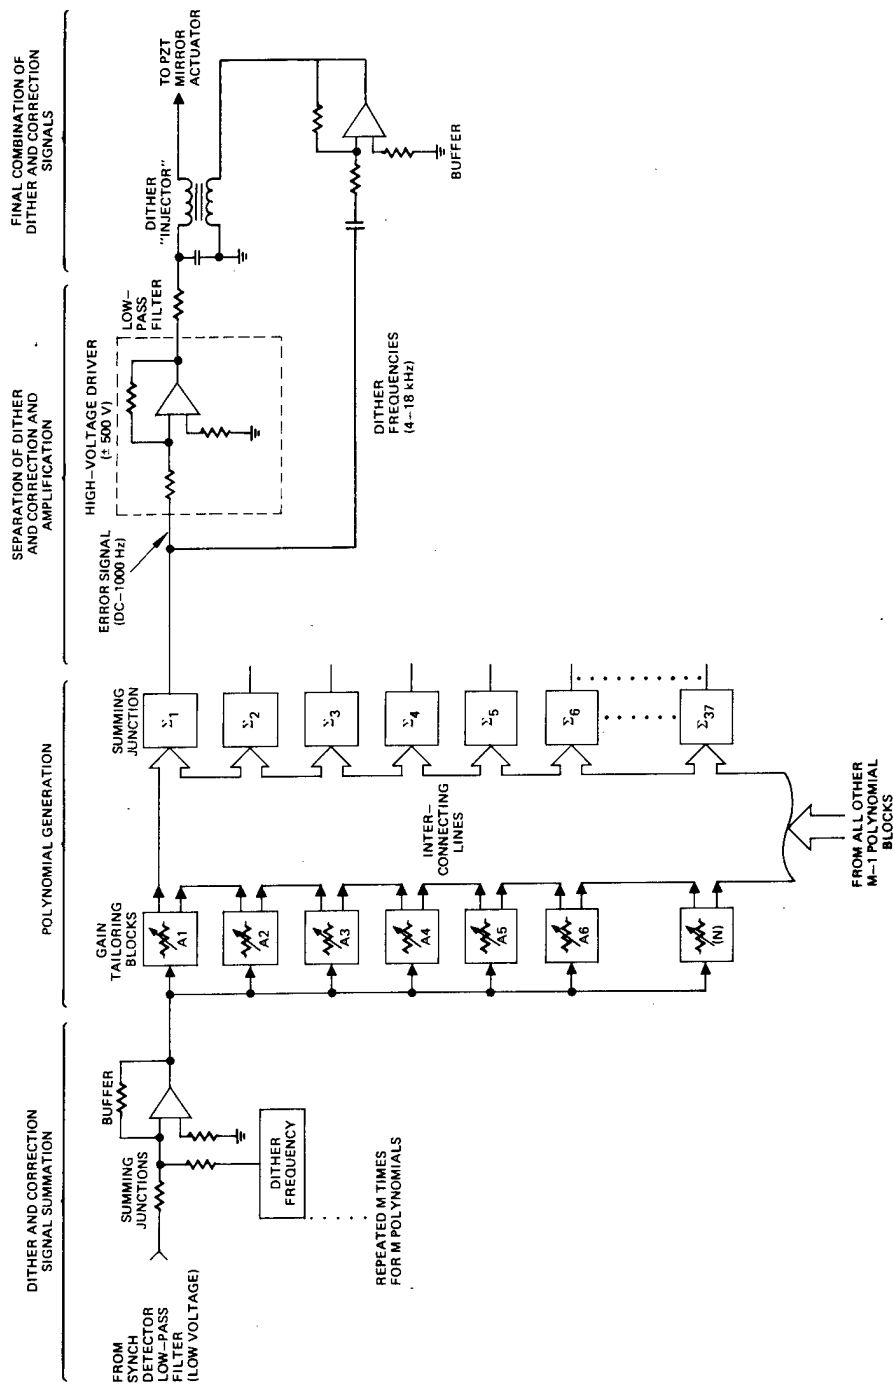 DITHER AND CORRECTION
SIGNAL SUMMATION
POLYNOMIAL GENERATION
SEPARATION OF DITHER
AND CORRECTION AND
AMPLIFICATION
FINAL COMBINATION OF
DITHER AND CORRECTION
SIGNALS
FROM
SYNCH
DETECTOR
LOW-PASS
FILTER
(LOW VOLTAGE)
SUMMING
JUNCTIONS
BUFFER
DITHER
FREQUENCY
REPEATED M TIMES
FOR M POLYNOMIALS
GAIN
TAILORING
BLOCKS
A1
A2
A3
A4
A5
A6
(N)
INTER-
CONNECTING
LINES
FROM ALL OTHER
M–1 POLYNOMIAL
BLOCKS
SUMMING
JUNCTION
Σ1
Σ2
Σ3
Σ4
Σ5
Σ6
Σ37
ERROR SIGNAL
(DC–1000 Hz)
HIGH–VOLTAGE DRIVER
(± 500 V)
LOW–
PASS
FILTER
DITHER
FREQUENCIES
(4–18 kHz)
DITHER
"INJECTOR"
TO PZT
MIRROR
ACTUATOR
BUFFER